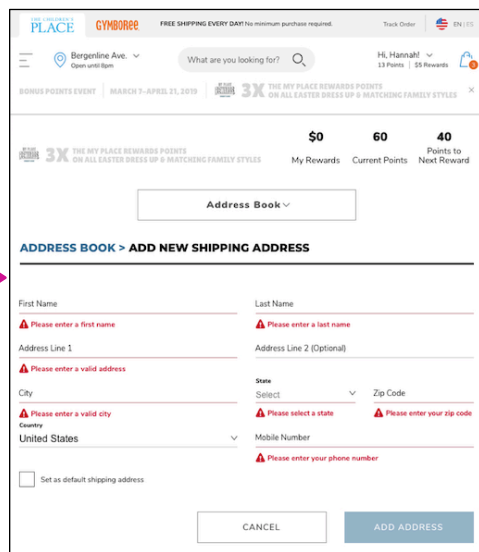 THE CHILDREN'S
PLACE
GYMBOREE
FREE SHIPPING EVERY DAY! No minimum purchase required.
Track Order
EN | ES
Bergenline Ave.
Open until 8pm
What are you looking for?
Hi, Hannah!
13 Points | $5 Rewards
0
BONUS POINTS EVENT | MARCH 7–APRIL 21, 2019
MY PLACE
REWARDS
3X THE MY PLACE REWARDS POINTS
ON ALL EASTER DRESS UP & MATCHING FAMILY STYLES
MY PLACE
REWARDS
3X THE MY PLACE REWARDS POINTS
ON ALL EASTER DRESS UP & MATCHING FAMILY STYLES
$0
My Rewards
60
Current Points
40
Points to
Next Reward
Address Book
ADDRESS BOOK > ADD NEW SHIPPING ADDRESS
First Name
Please enter a first name
Last Name
Please enter a last name
Address Line 1
Please enter a valid address
Address Line 2 (Optional)
City
Please enter a valid city
State
Select
Please select a state
Zip Code
Please enter your zip code
Country
United States
Mobile Number
Please enter your phone number
Set as default shipping address
CANCEL
ADD ADDRESS